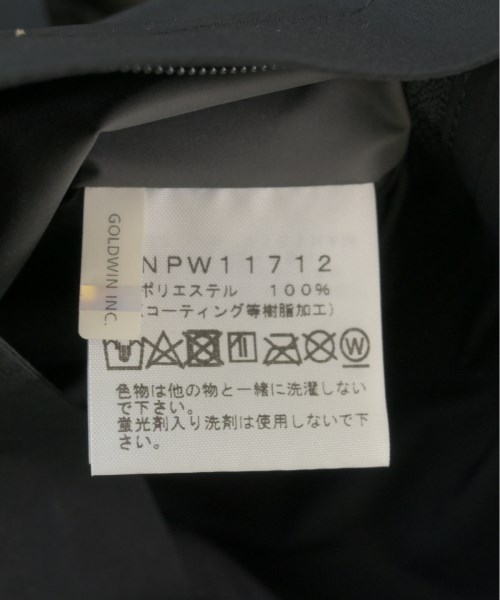 GOLDWIN INC.
NPW11712
ポリエステル 100%
(コーティング等樹脂加工)
W
色物は他の物と一緒に洗濯しない
で下さい。
蛍光剤入り洗剤は使用しないで下
さい。